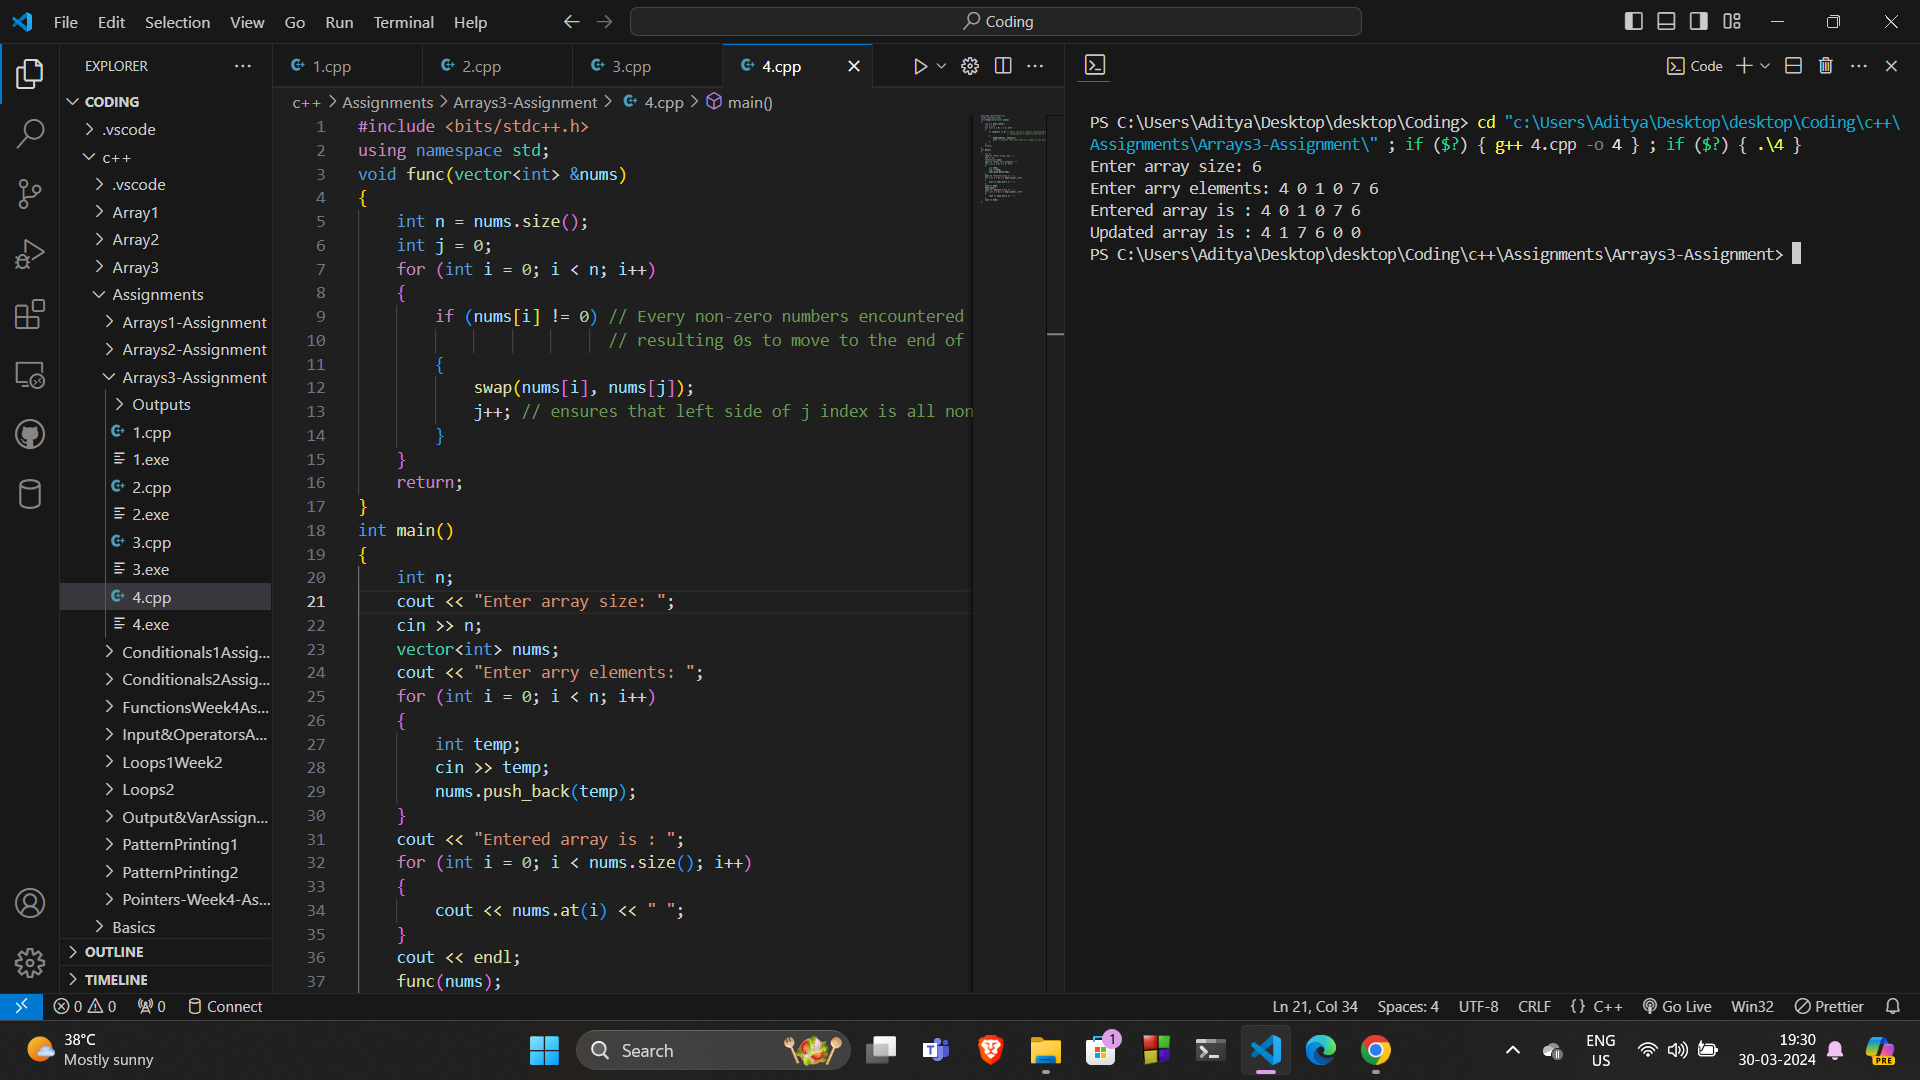 File Edit Selection View Go Run Terminal Help
Coding
EXPLORER
CODING
.vscode
c++
.vscode
Array1
Array2
Array3
Assignments
Arrays1-Assignment
Arrays2-Assignment
Arrays3-Assignment
Outputs
1.cpp
1.exe
2.cpp
2.exe
3.cpp
3.exe
4.cpp
4.exe
Conditionals1Assig...
Conditionals2Assig...
FunctionsWeek4As...
Input&OperatorsA...
Loops1Week2
Loops2
Output&VarAssign...
PatternPrinting1
PatternPrinting2
Pointers-Week4-As...
Basics
OUTLINE
TIMELINE
1.cpp 2.cpp 3.cpp 4.cpp
c++ > Assignments > Arrays3-Assignment > 4.cpp > main()
1 #include <bits/stdc++.h>
2 using namespace std;
3 void func(vector<int> &nums)
4 {
5 int n = nums.size();
6 int j = 0;
7 for (int i = 0; i < n; i++)
8 {
9 if (nums[i] != 0) // Every non-zero numbers encountered
10 // resulting 0s to move to the end of
11 {
12 swap(nums[i], nums[j]);
13 j++; // ensures that left side of j index is all non
14 }
15 }
16 return;
17 }
18 int main()
19 {
20 int n;
21 cout << "Enter array size: ";
22 cin >> n;
23 vector<int> nums;
24 cout << "Enter arry elements: ";
25 for (int i = 0; i < n; i++)
26 {
27 int temp;
28 cin >> temp;
29 nums.push_back(temp);
30 }
31 cout << "Entered array is : ";
32 for (int i = 0; i < nums.size(); i++)
33 {
34 cout << nums.at(i) << " ";
35 }
36 cout << endl;
37 func(nums);
Code
PS C:\Users\Aditya\Desktop\desktop\Coding> cd "c:\Users\Aditya\Desktop\desktop\Coding\c++\
Assignments\Arrays3-Assignment\" ; if ($?) { g++ 4.cpp -o 4 } ; if ($?) { .\4 }
Enter array size: 6
Enter arry elements: 4 0 1 0 7 6
Entered array is : 4 0 1 0 7 6
Updated array is : 4 1 7 6 0 0
PS C:\Users\Aditya\Desktop\desktop\Coding\c++\Assignments\Arrays3-Assignment>
0 0 0 Connect
Ln 21, Col 34 Spaces: 4 UTF-8 CRLF {} C++ Go Live Win32 Prettier
38°C
Mostly sunny
Search
1
ENG
US
19:30
30-03-2024
PRE